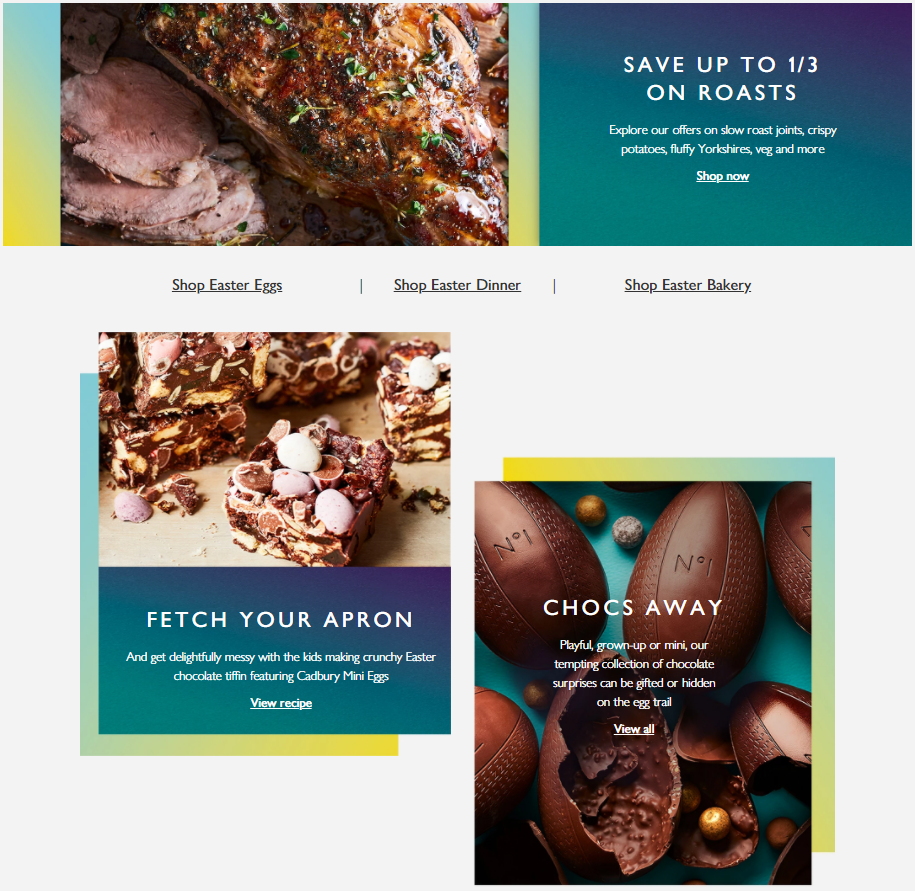 SAVE UP TO 1/3
ON ROASTS
Explore our offers on slow roast joints, crispy
potatoes, fluffy Yorkshires, veg and more
Shop now
Shop Easter Eggs | Shop Easter Dinner | Shop Easter Bakery
FETCH YOUR APRON
And get delightfully messy with the kids making crunchy Easter
chocolate tiffin featuring Cadbury Mini Eggs
View recipe
Nº1
Nº1
CHOCS AWAY
Playful, grown-up or mini, our
tempting collection of chocolate
surprises can be gifted or hidden
on the egg trail
View all